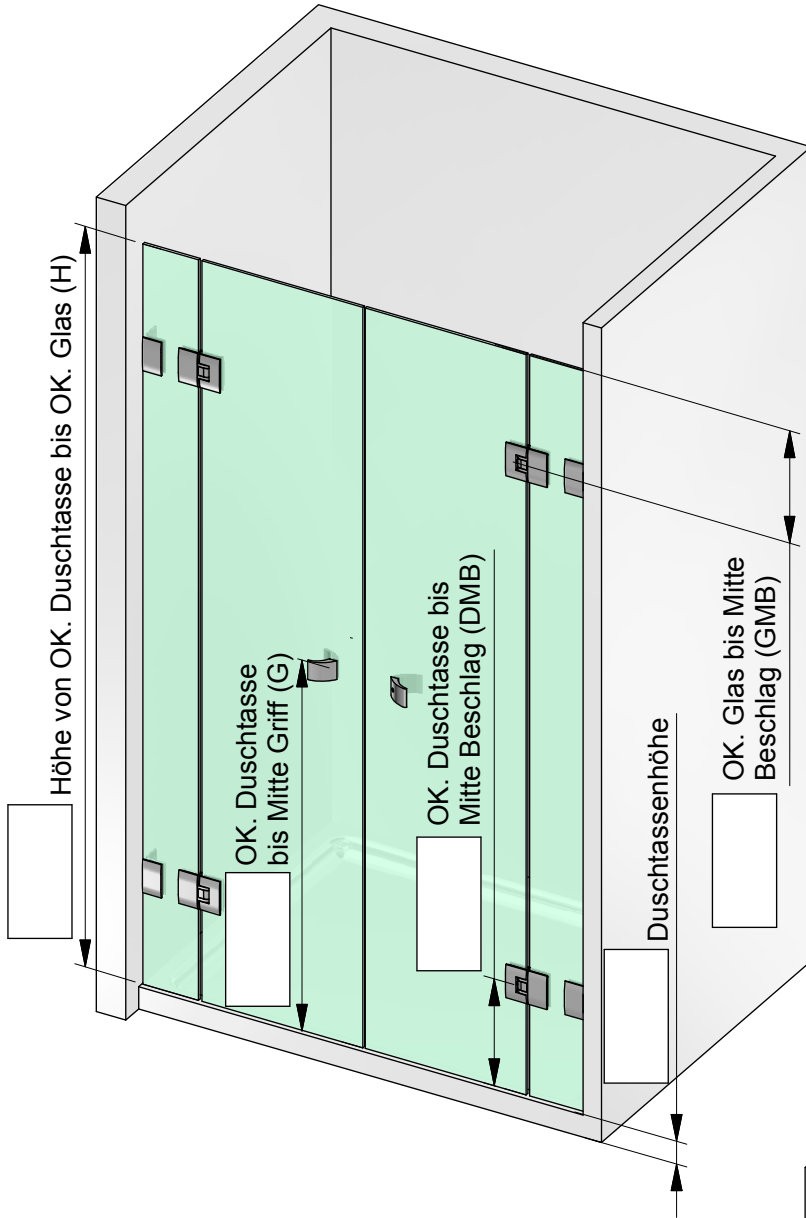 Höhe von OK. Duschtasse bis OK. Glas (H)
OK. Duschtasse
bis Mitte Griff (G)
OK. Duschtasse bis
Mitte Beschlag (DMB)
Duschtassenhöhe
OK. Glas bis Mitte
Beschlag (GMB)